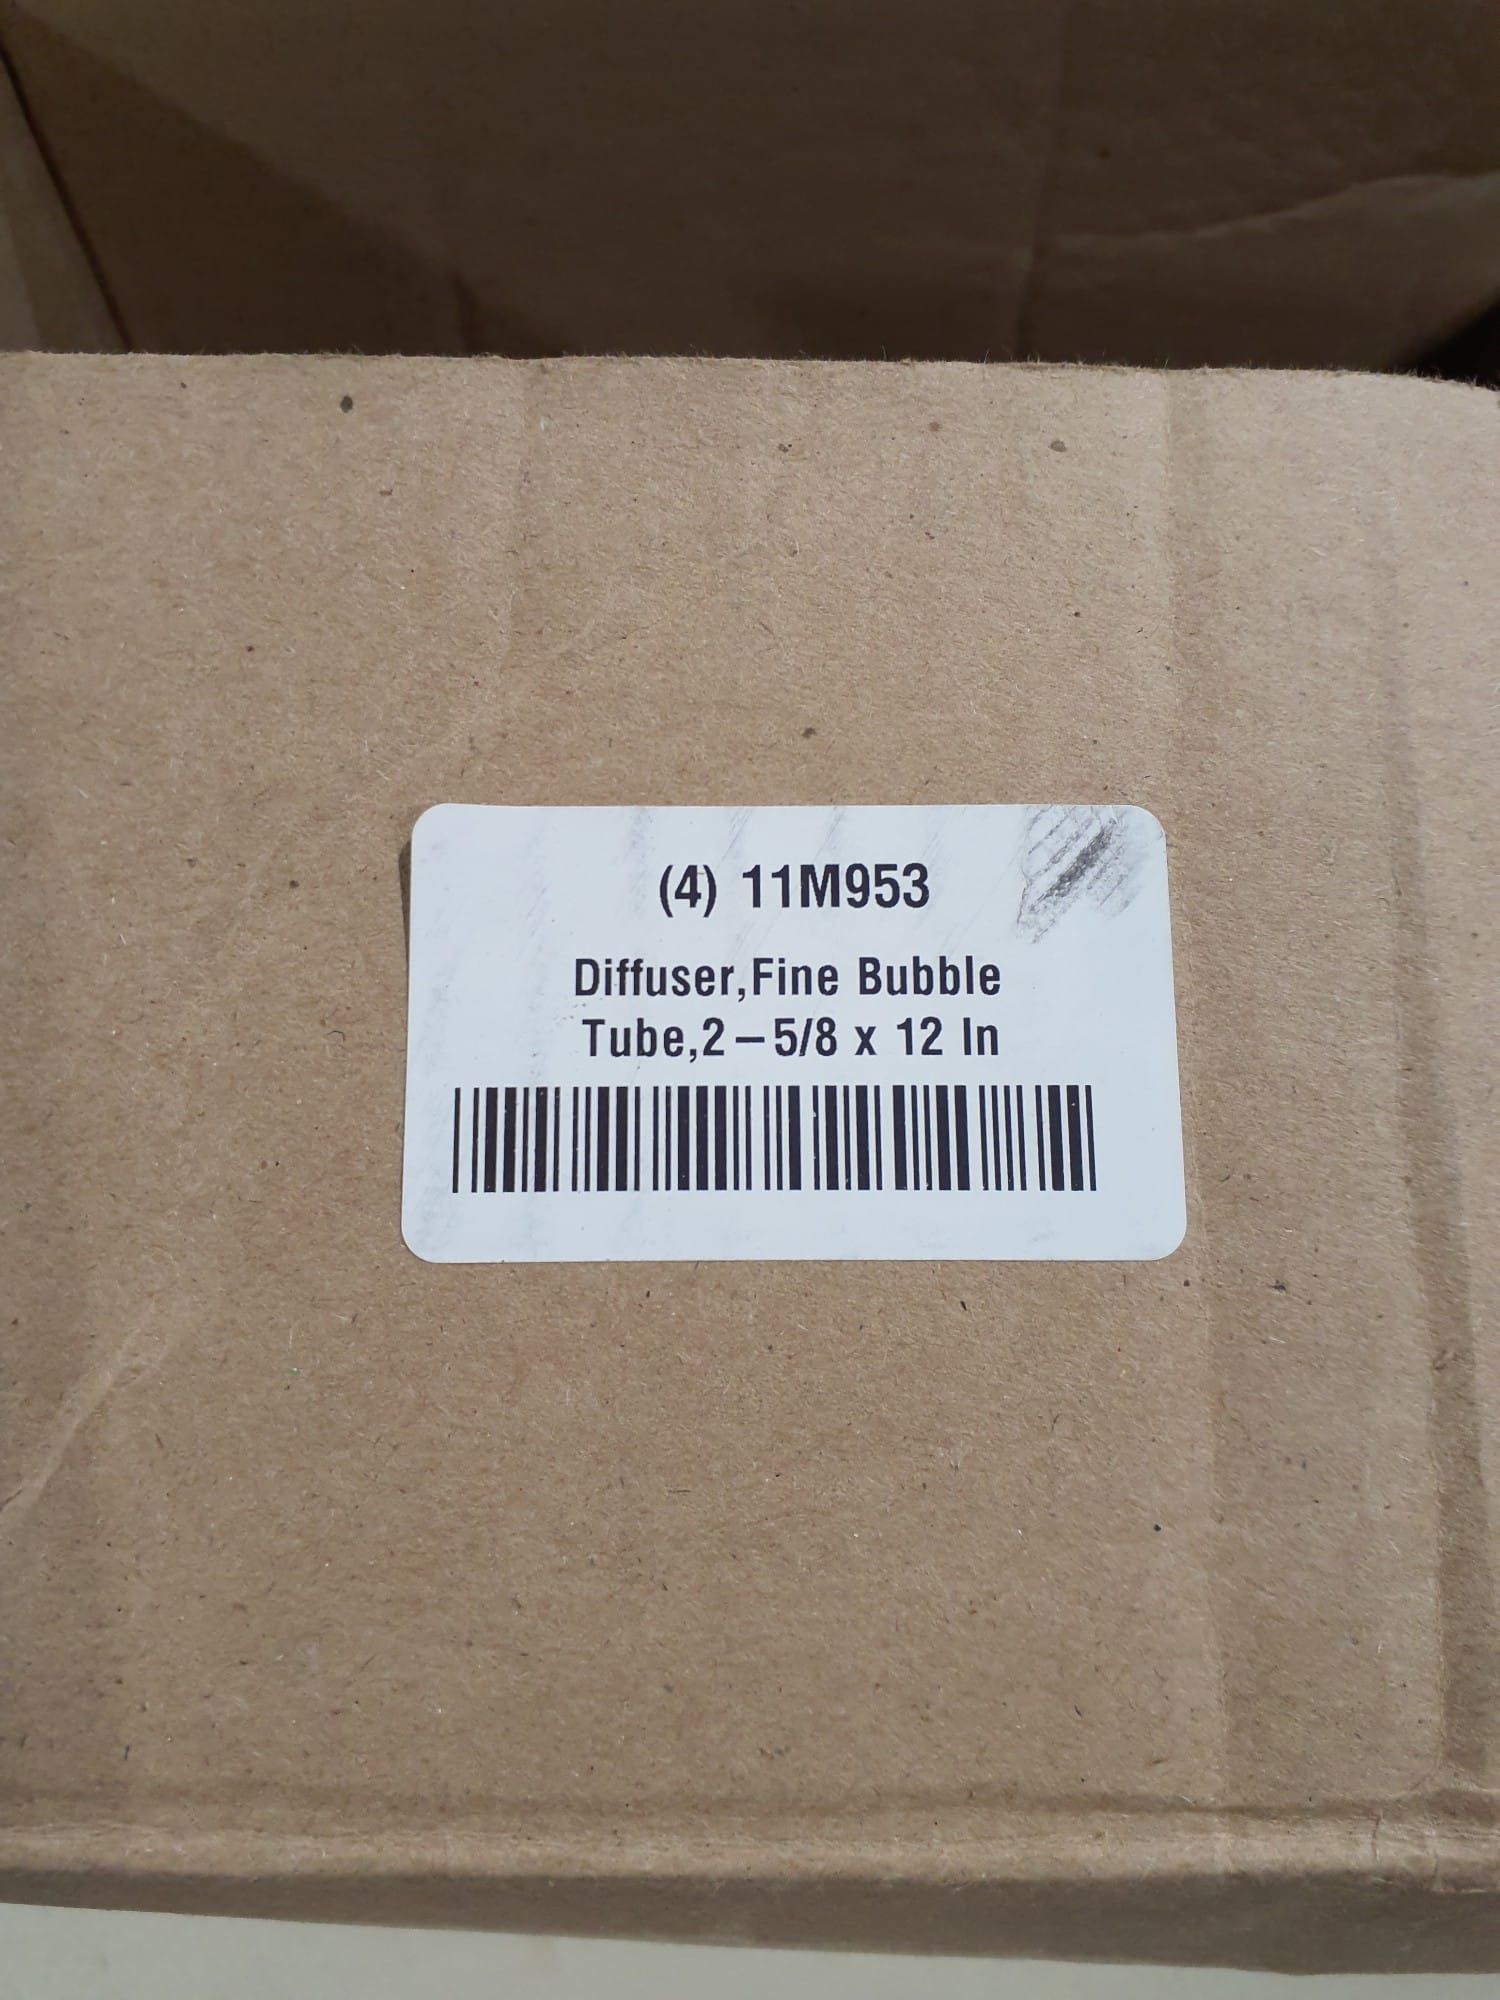 (4) 11M953
Diffuser,Fine Bubble
Tube,2–5/8 x 12 In